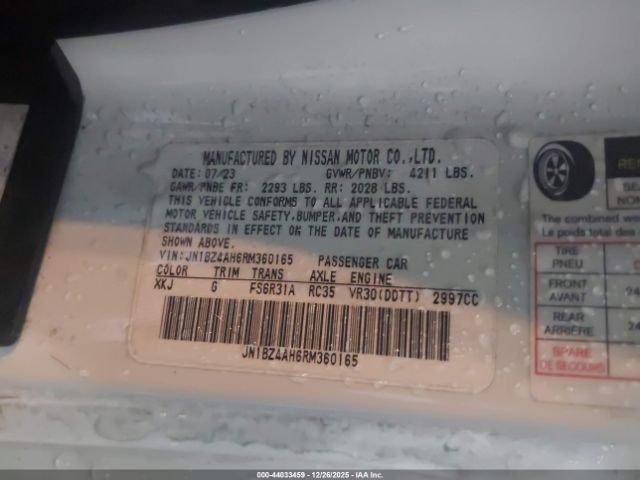 MANUFACTURED BY NISSAN MOTOR CO.,LTD.
DATE: 07/23 GVWR/PNBV: 4211 LBS.
GAWR/PNBE FR: 2293 LBS. RR: 2028 LBS.
THIS VEHICLE CONFORMS TO ALL APPLICABLE FEDERAL
MOTOR VEHICLE SAFETY,BUMPER,AND THEFT PREVENTION
STANDARDS IN EFFECT ON THE DATE OF MANUFACTURE
SHOWN ABOVE.
VIN: JN1BZ4AH6RM360165 PASSENGER CAR
COLOR TRIM TRANS AXLE ENGINE
XKJ G FS6R31A RC35 VR30(DDTT) 2997CC
JN1BZ4AH6RM360165
The combined
Le poids total des
TIRE
PNEU
FRONT
AVANT
REAR
ARRIÈRE
SPARE
DE SECOURS
000-44033459 12/26/2025 IAAI.COM